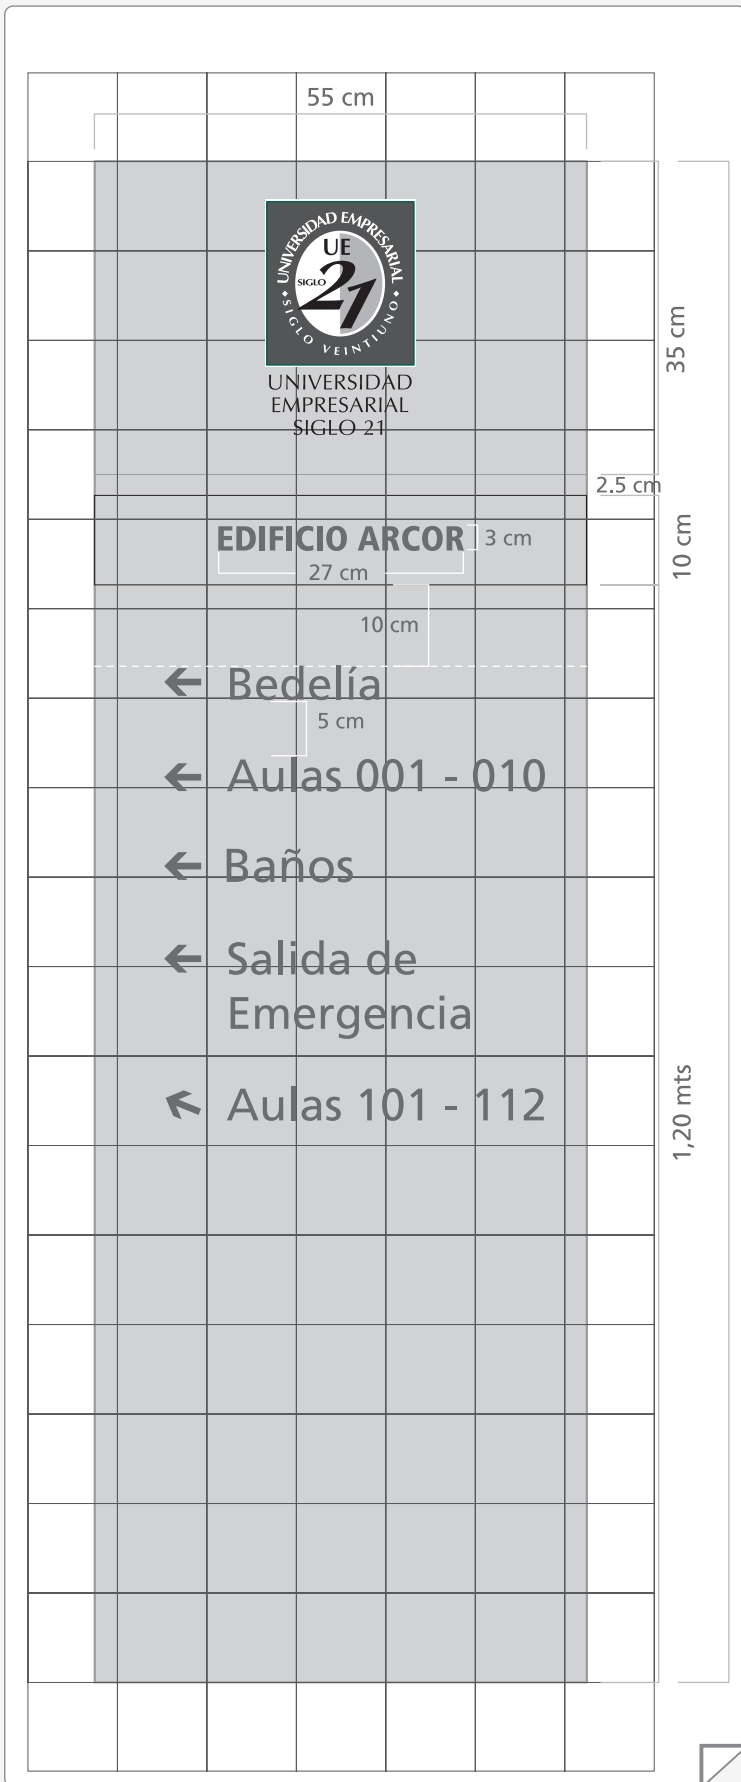 55 cm
UNIVERSIDAD EMPRESARIAL
UE
SIGLO
21
SIGLO VEINTIUNO
UNIVERSIDAD
EMPRESARIAL
SIGLO 21
35 cm
2.5 cm
EDIFICIO ARCOR
3 cm
10 cm
27 cm
10 cm
← Bedelía
5 cm
← Aulas 001 - 010
← Baños
← Salida de
Emergencia
↖ Aulas 101 - 112
1,20 mts